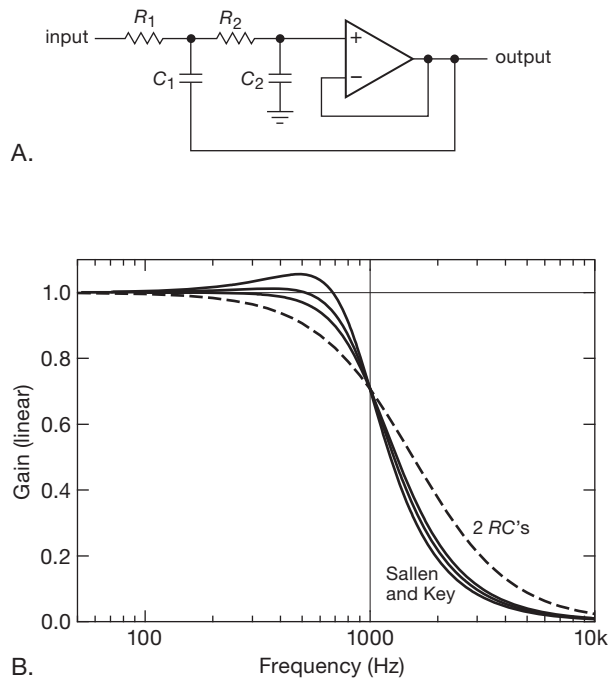 input
R1
R2
C1
C2
+
−
output
A.
Gain (linear)
1.0
0.8
0.6
0.4
0.2
0.0
2 RC's
Sallen
and Key
100
1000
10k
Frequency (Hz)
B.